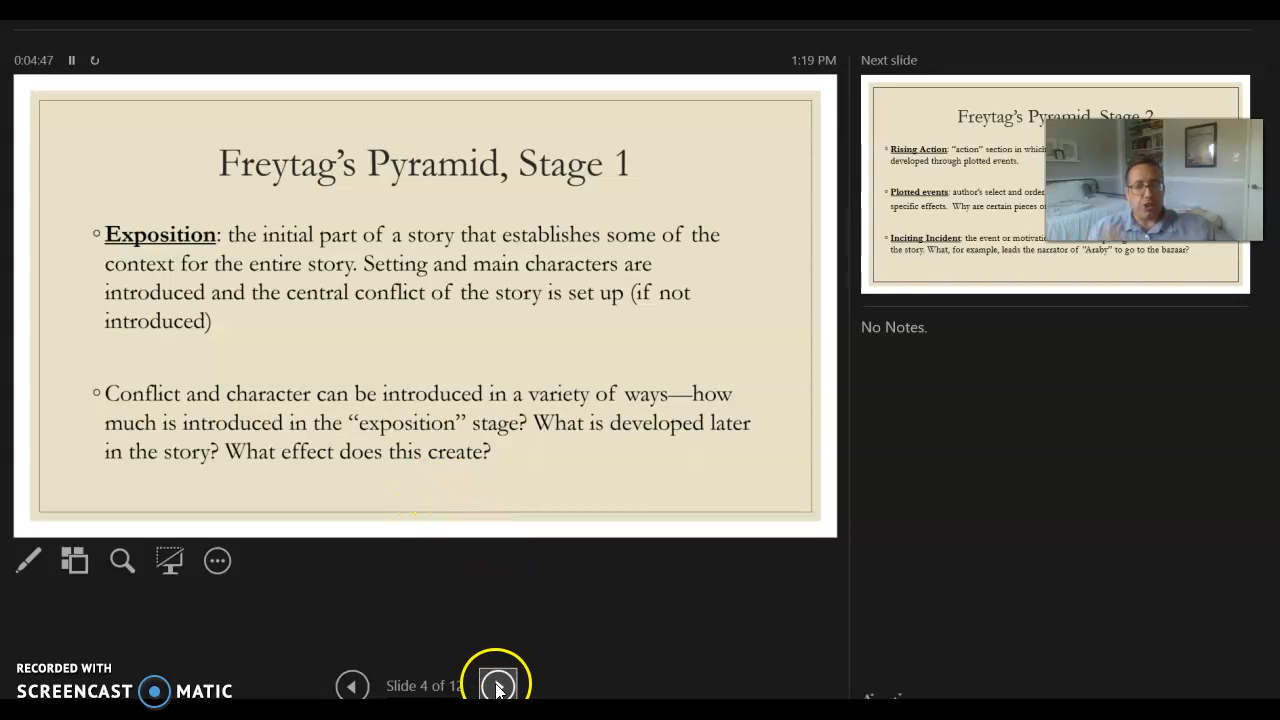 0:04:47
1:19 PM
Next slide
Freytag's Pyramid, Stage 1
◦ Exposition: the initial part of a story that establishes some of the
context for the entire story. Setting and main characters are
introduced and the central conflict of the story is set up (if not
introduced)
◦ Conflict and character can be introduced in a variety of ways—how
much is introduced in the “exposition” stage? What is developed later
in the story? What effect does this create?
Freytag's Pyramid, Stage 2
◦ Rising Action: “action” section in which
developed through plotted events.
◦ Plotted events: author's select and order
specific effects. Why are certain pieces
◦ Inciting Incident: the event or
the story. What, for example, leads the narrator of “Araby” to go to the bazaar?
No Notes.
Slide 4 of 12
RECORDED WITH
SCREENCAST MATIC